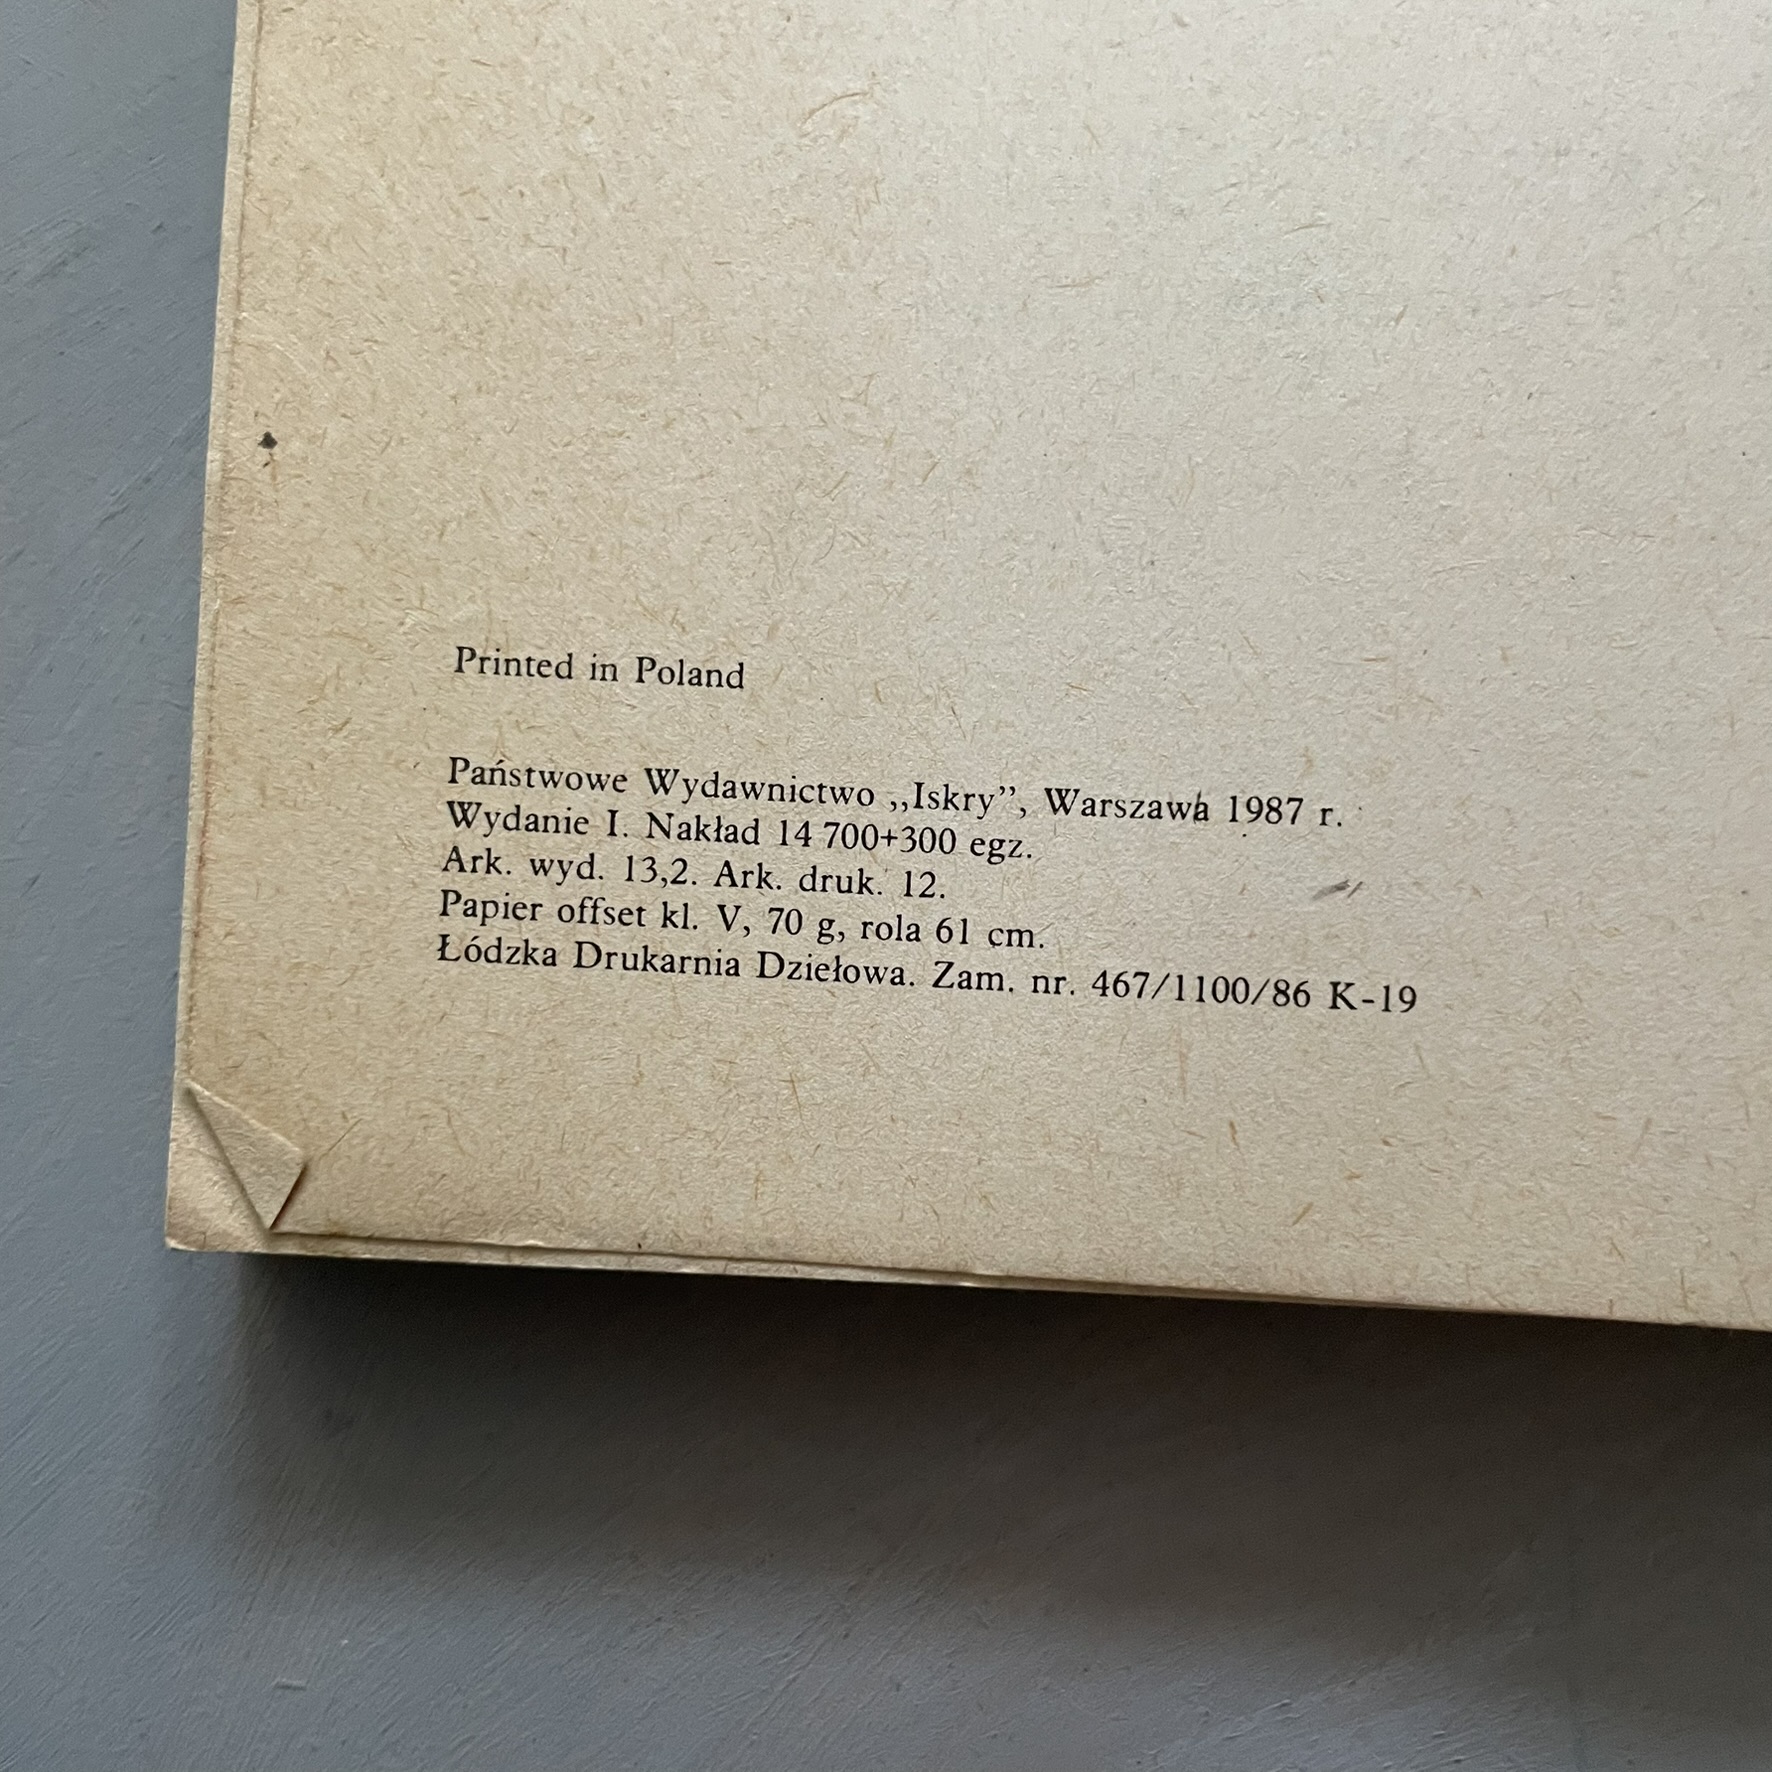 Printed in Poland
Państwowe Wydawnictwo „Iskry”, Warszawa 1987 r.
Wydanie I. Nakład 14 700+300 egz.
Ark. wyd. 13,2. Ark. druk. 12.
Papier offset kl. V, 70 g, rola 61 cm.
Łódzka Drukarnia Dziełowa. Zam. nr. 467/1100/86 K-19